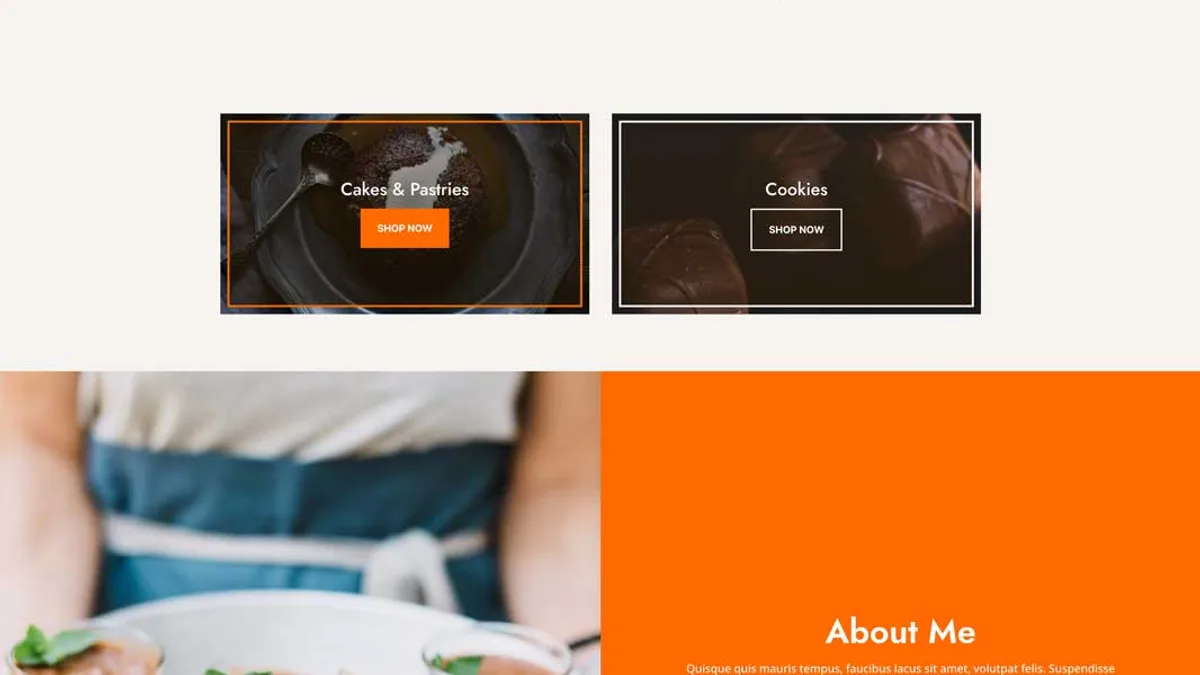 Cakes & Pastries
SHOP NOW
Cookies
SHOP NOW
About Me
Quisque quis mauris tempus, faucibus lacus sit amet, volutpat felis. Suspendisse